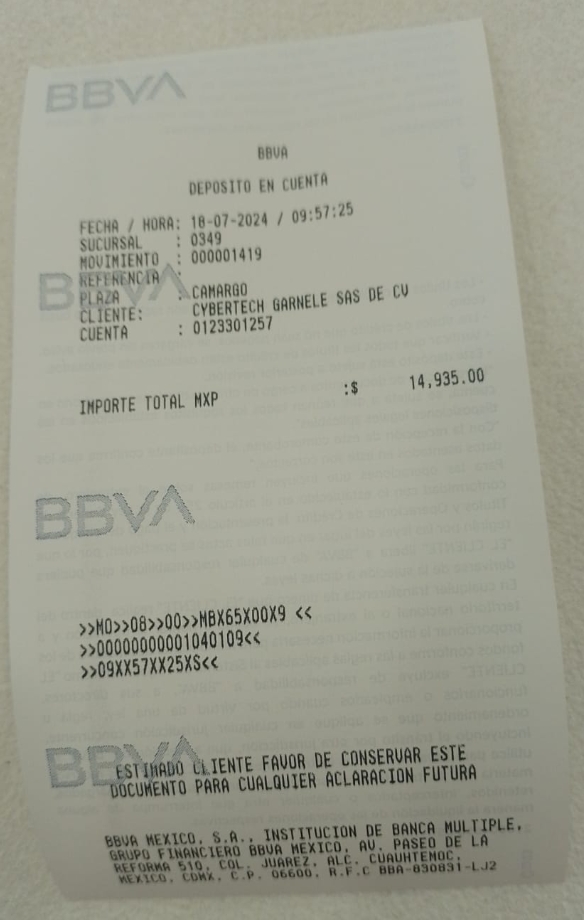 BBVA
BBVA
DEPOSITO EN CUENTA
FECHA / HORA: 18-07-2024 / 09:57:25
SUCURSAL : 0349
MOVIMIENTO : 000001419
REFERENCIA :
BBVA
PLAZA : CAMARGO
CLIENTE: CYBERTECH GARNELE SAS DE CV
CUENTA : 0123301257
IMPORTE TOTAL MXP :$ 14,935.00
BBVA
>>MO>>08>>00>>MBX65X00X9 <<
>>00000000001040109<<
>>09XX57XX25XS<<
BBVA
ESTIMADO CLIENTE FAVOR DE CONSERVAR ESTE
DOCUMENTO PARA CUALQUIER ACLARACION FUTURA
BBVA MEXICO, S.A., INSTITUCION DE BANCA MULTIPLE,
GRUPO FINANCIERO BBVA MEXICO. AV. PASEO DE LA
REFORMA 510, COL. JUAREZ, ALC. CUAUHTEMOC,
MEXICO, CDMX, C.P. 06600, R.F.C BBA-830831-LJ2